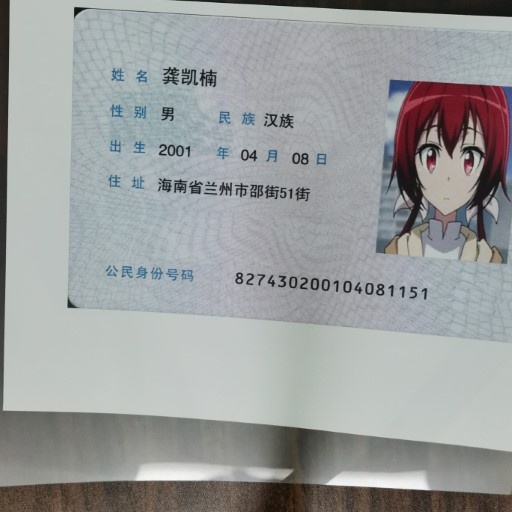 姓名 龚凯楠
性别 男 民族 汉族
出生 2001 年 04 月 08 日
住址 海南省兰州市邵街51街
公民身份号码 827430200104081151